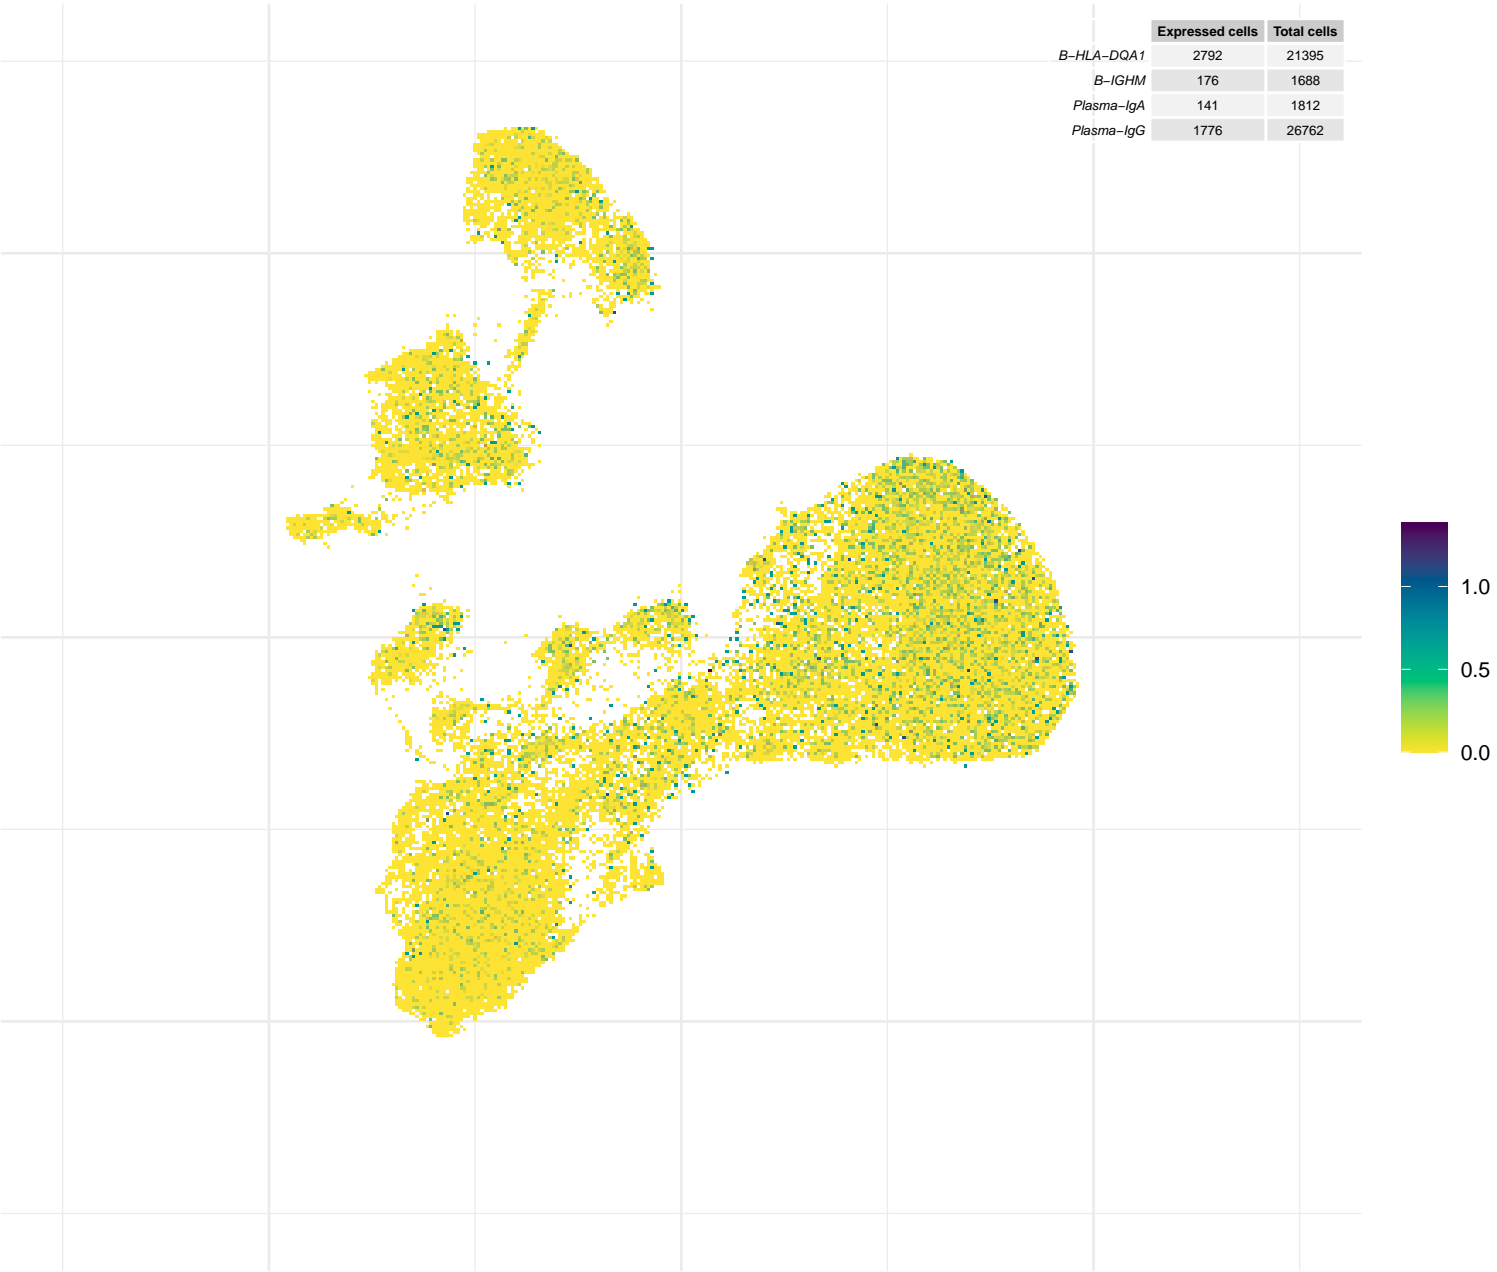 Expressed cells Total cells
B−HLA−DQA1 2792 21395
B−IGHM 176 1688
Plasma−IgA 141 1812
Plasma−IgG 1776 26762
1.0
0.5
0.0